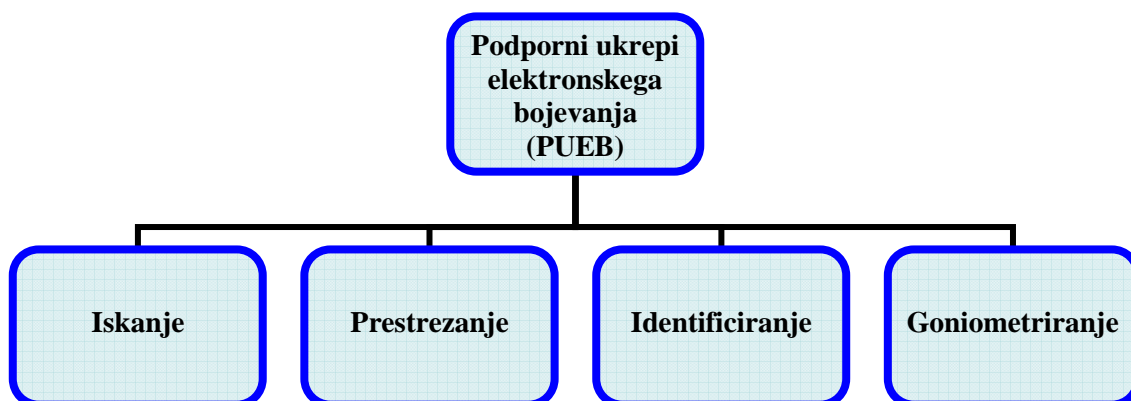 Podporni ukrepi
elektronskega
bojevanja
(PUEB)
Iskanje
Prestrezanje
Identificiranje
Goniometriranje